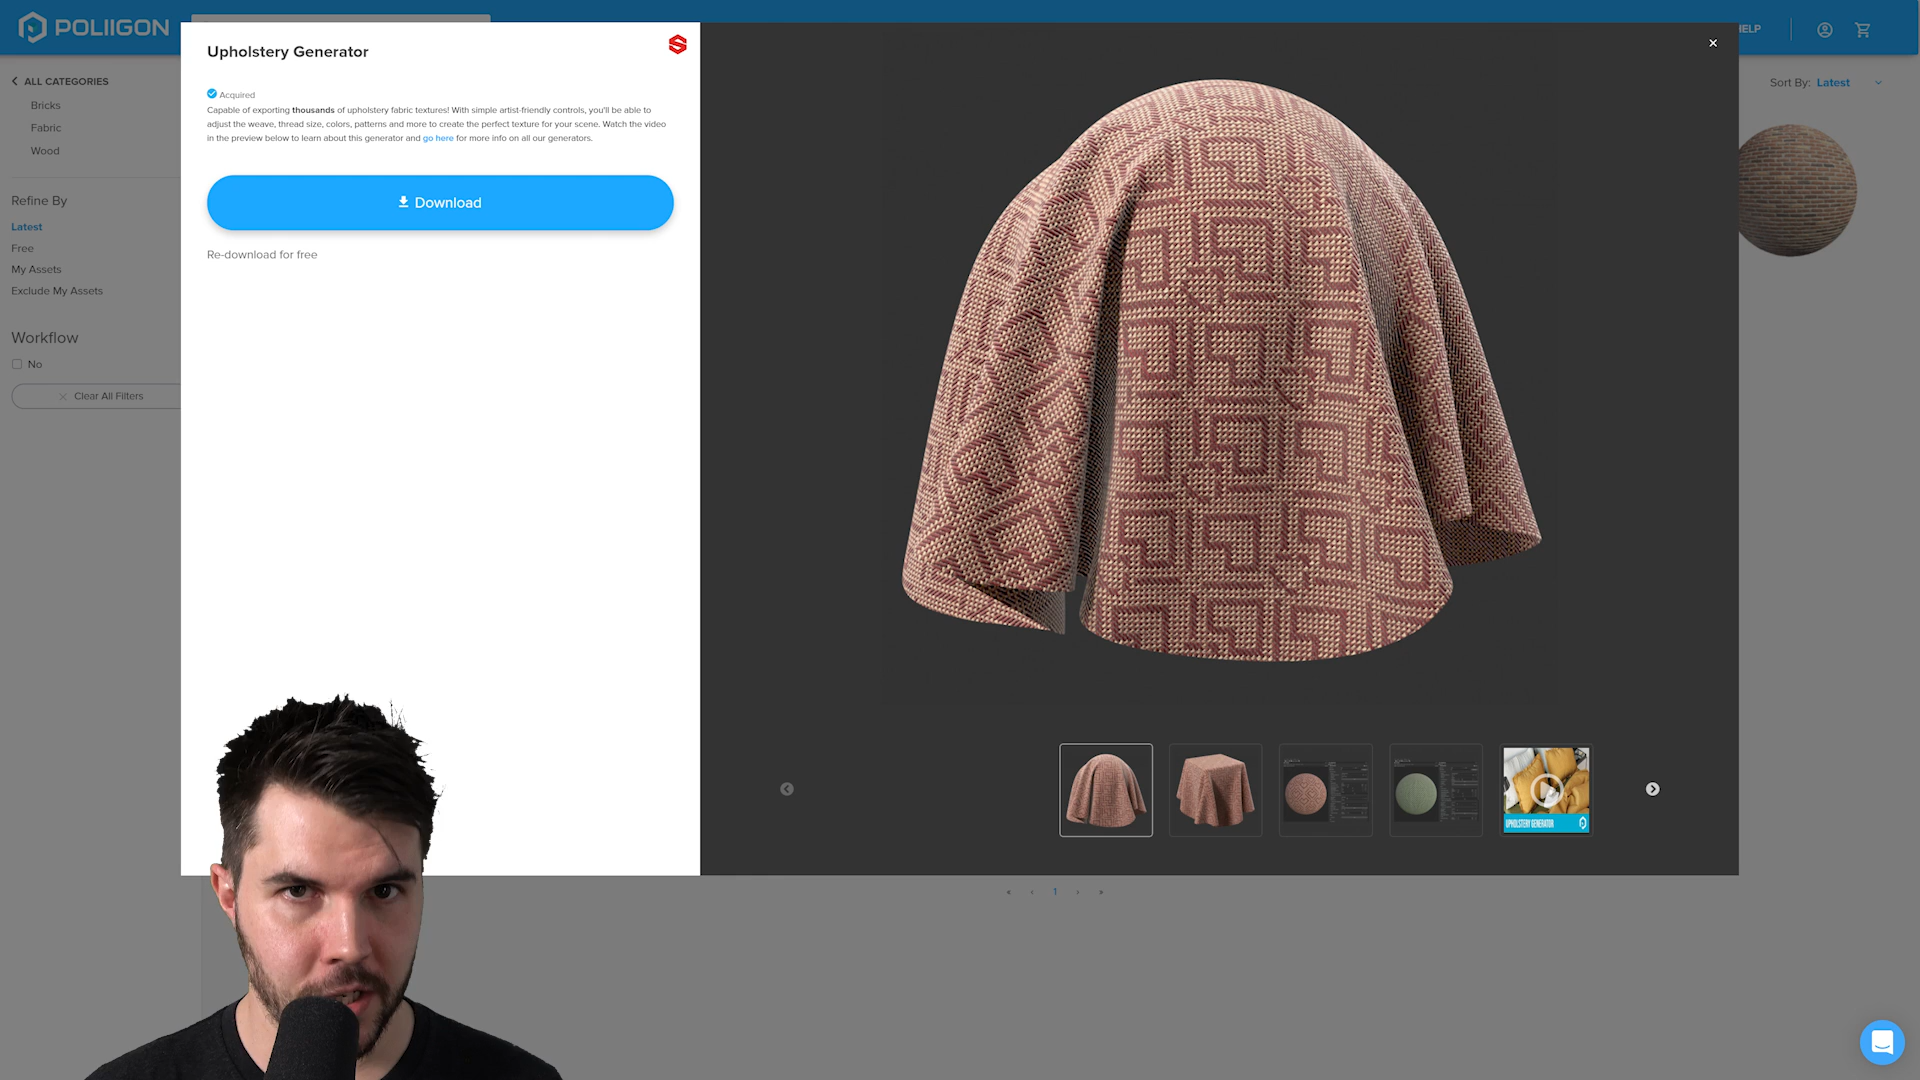 POLIIGON
HELP
Upholstery Generator
Acquired
Capable of exporting thousands of upholstery fabric textures! With simple artist-friendly controls, you'll be able to
adjust the weave, thread size, colors, patterns and more to create the perfect texture for your scene. Watch the video
in the preview below to learn about this generator and go here for more info on all our generators.
Download
Re-download for free
ALL CATEGORIES
Bricks
Fabric
Wood
Refine By
Latest
Free
My Assets
Exclude My Assets
Workflow
No
Clear All Filters
Sort By: Latest
UPHOLSTERY GENERATOR
1